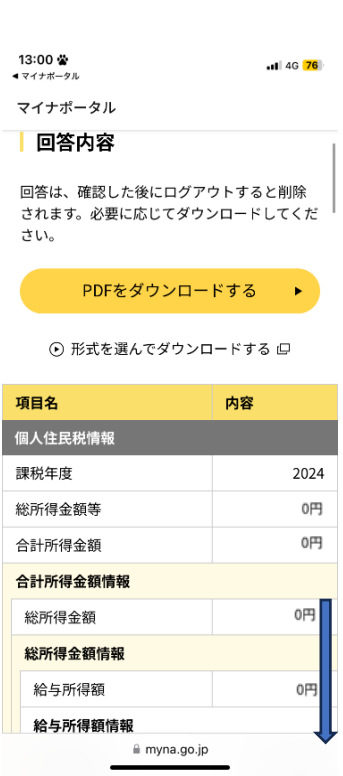 13:00
4G 76
◀ マイナポータル
マイナポータル
回答内容
回答は、確認した後にログアウトすると削除
されます。必要に応じてダウンロードしてくだ
さい。
PDFをダウンロードする
形式を選んでダウンロードする
項目名 内容
個人住民税情報
課税年度 2024
総所得金額等 0円
合計所得金額 0円
合計所得金額情報
総所得金額 0円
総所得金額情報
給与所得額 0円
給与所得額情報
myna.go.jp